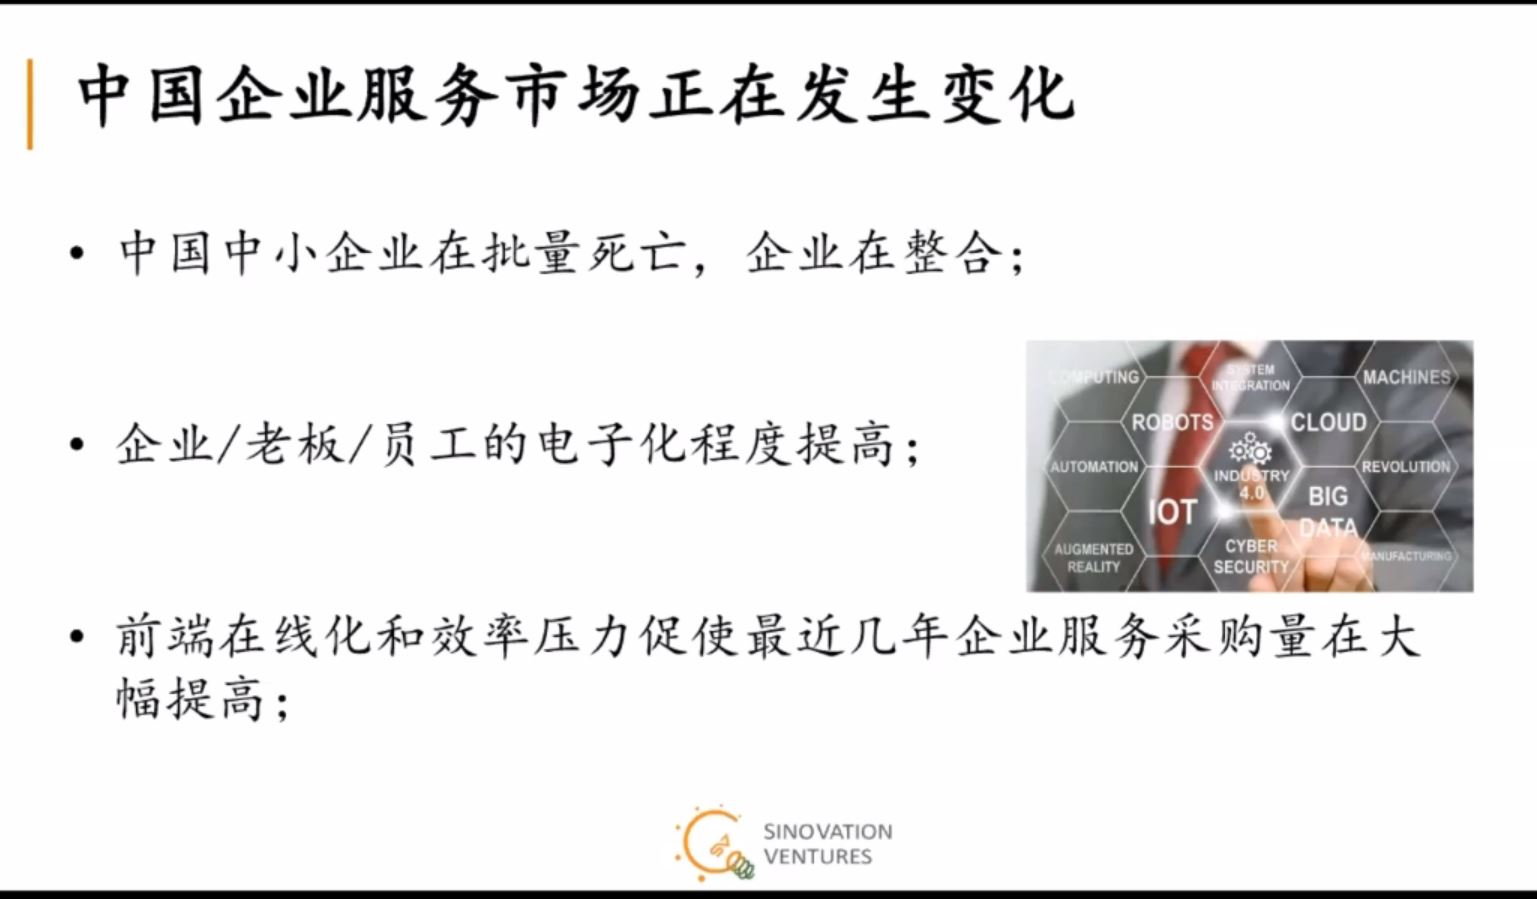 中国企业服务市场正在发生变化
• 中国中小企业在批量死亡，企业在整合；
• 企业/老板/员工的电子化程度提高；
COMPUTING
SYSTEM
INTEGRATION
MACHINES
ROBOTS
CLOUD
AUTOMATION
INDUSTRY
4.0
REVOLUTION
IOT
BIG
DATA
AUGMENTED
REALITY
CYBER
SECURITY
MANUFACTURING
• 前端在线化和效率压力促使最近几年企业服务采购量在大
幅提高；
SINOVATION
VENTURES